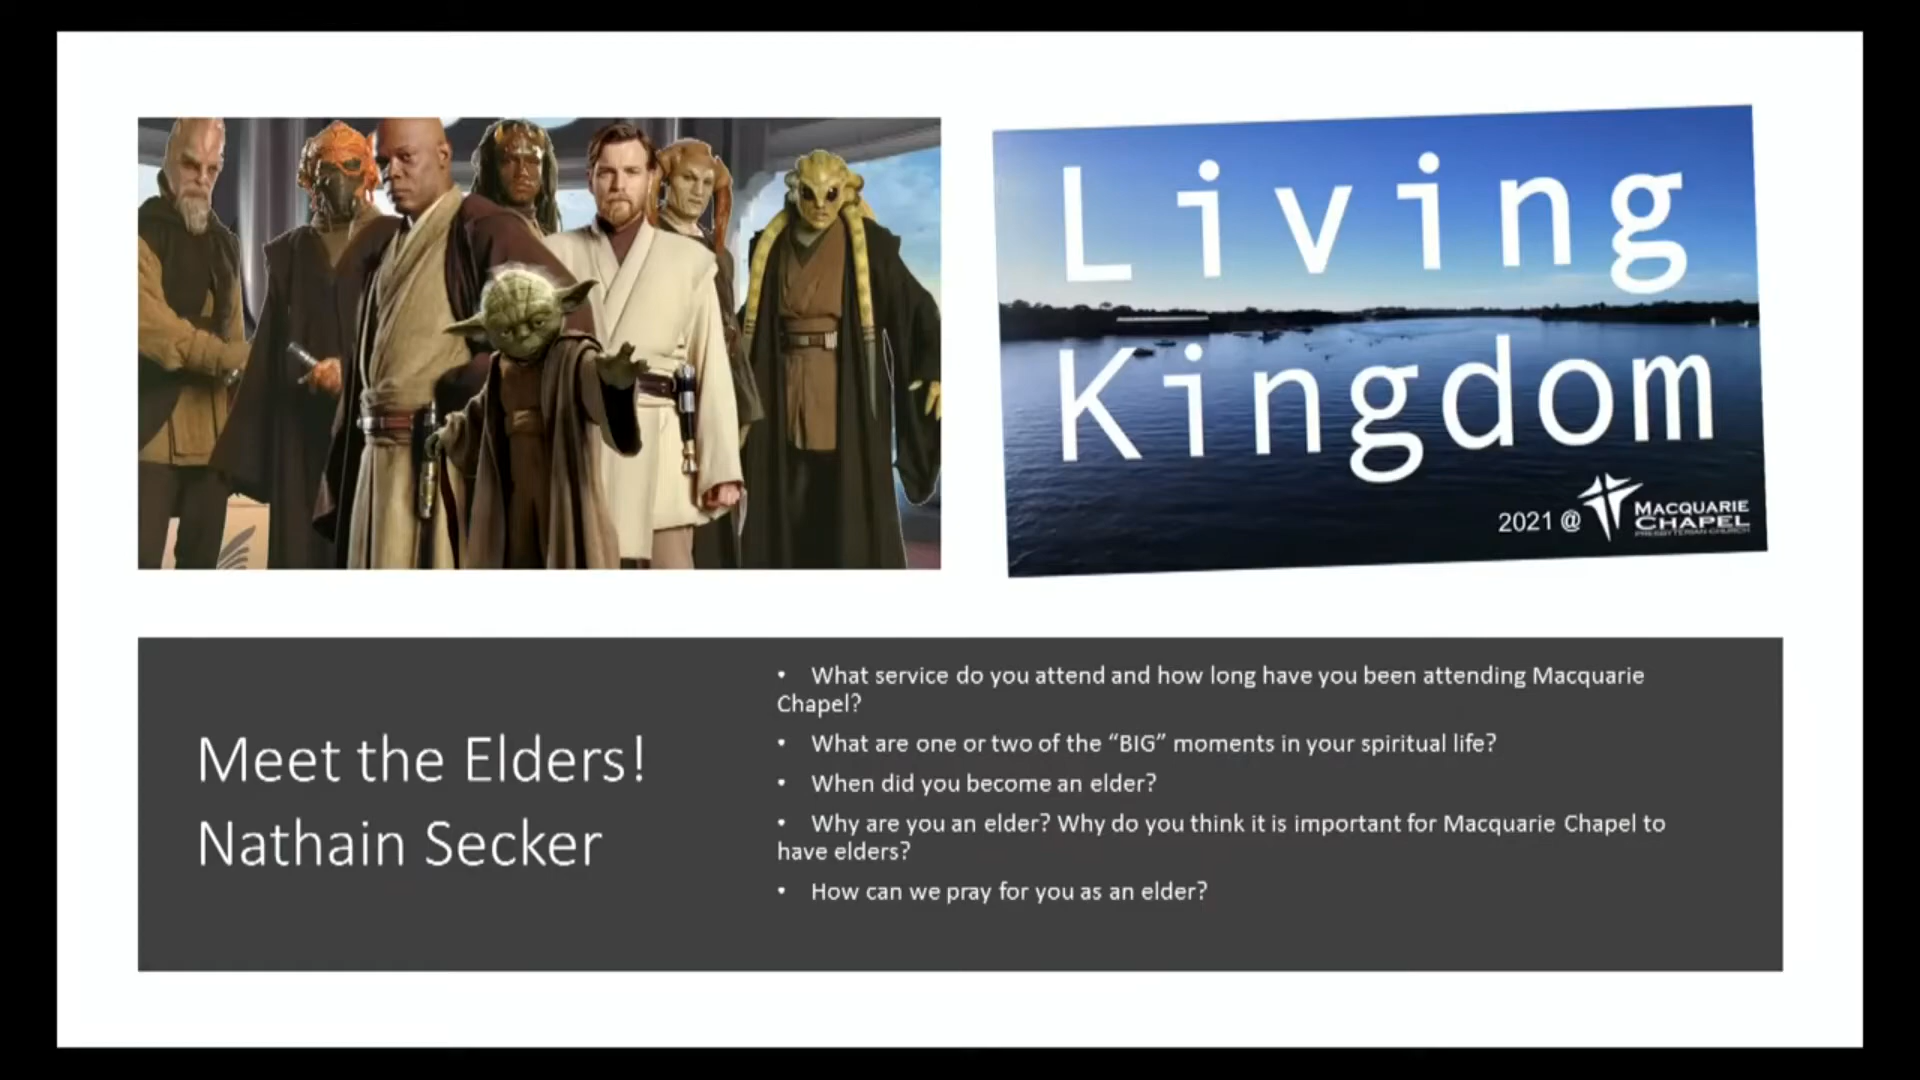 Living
Kingdom
2021 @
MACQUARIE
CHAPEL
PRESBYTERIAN CHURCH
Meet the Elders!
Nathain Secker
• What service do you attend and how long have you been attending Macquarie
Chapel?
• What are one or two of the “BIG” moments in your spiritual life?
• When did you become an elder?
• Why are you an elder? Why do you think it is important for Macquarie Chapel to
have elders?
• How can we pray for you as an elder?